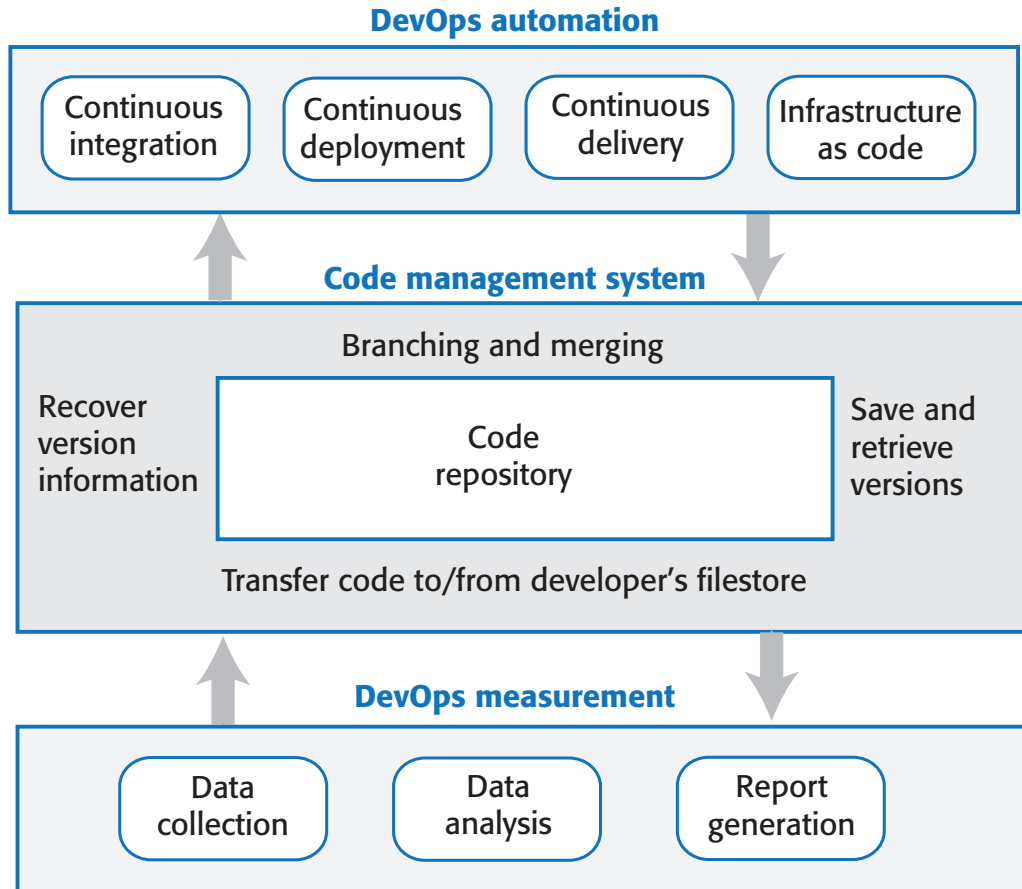 DevOps automation
Continuous
integration
Continuous
deployment
Continuous
delivery
Infrastructure
as code
Code management system
Branching and merging
Recover
version
information
Code
repository
Save and
retrieve
versions
Transfer code to/from developer’s filestore
DevOps measurement
Data
collection
Data
analysis
Report
generation